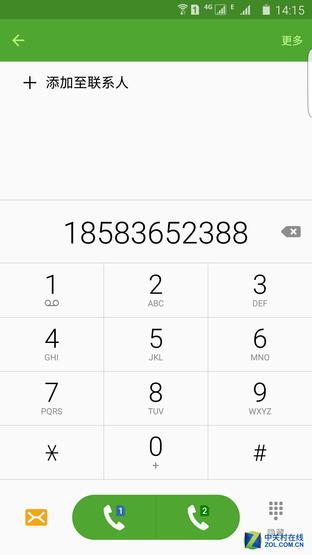 1 4G E 14:15
更多
添加至联系人
18583652388
1 2 3
ABC DEF
4 5 6
GHI JKL MNO
7 8 9
PQRS TUV WXYZ
* 0 #
+
1 2
隐藏
Z 中关村在线
ZOL.COM.CN